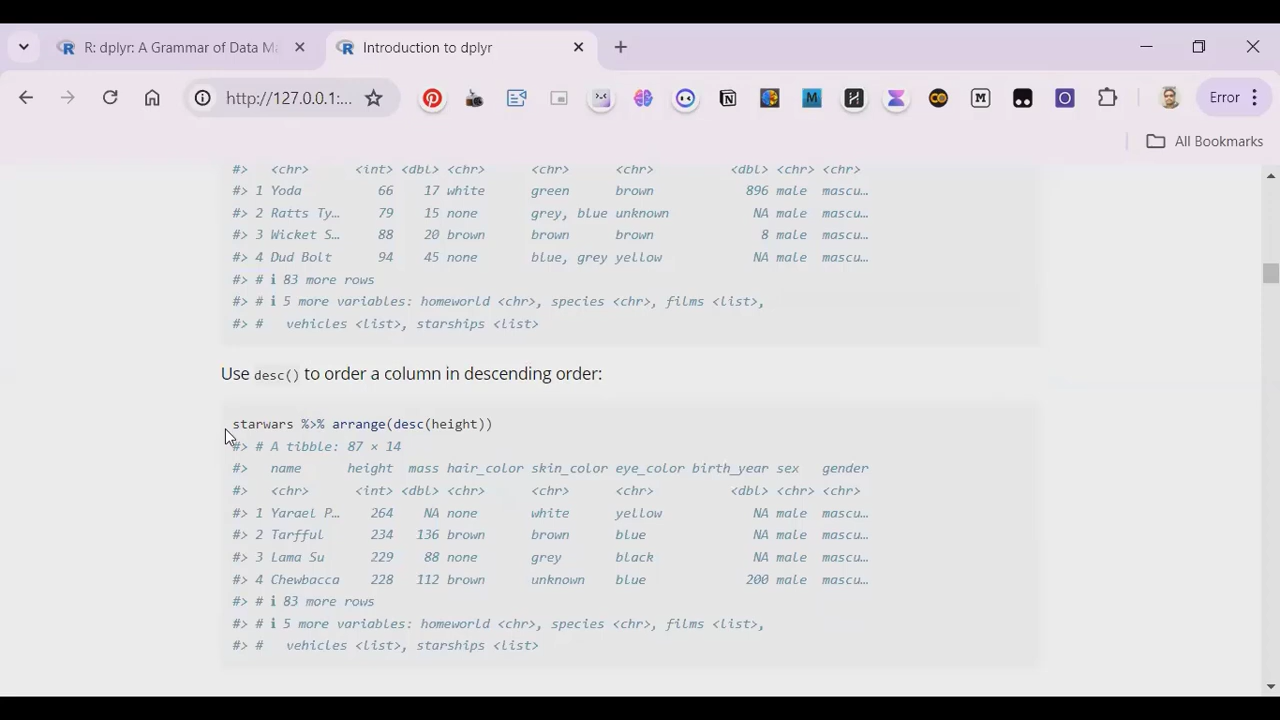 R: dplyr: A Grammar of Data Ma
Introduction to dplyr
http://127.0.0.1:...
Error
All Bookmarks
#> <chr> <int> <dbl> <chr> <chr> <chr> <dbl> <chr> <chr>
#> 1 Yoda 66 17 white green brown 896 male mascu…
#> 2 Ratts Ty… 79 15 none grey, blue unknown NA male mascu…
#> 3 Wicket S… 88 20 brown brown brown 8 male mascu…
#> 4 Dud Bolt 94 45 none blue, grey yellow NA male mascu…
#> # ℹ 83 more rows
#> # ℹ 5 more variables: homeworld <chr>, species <chr>, films <list>,
#> # vehicles <list>, starships <list>
Use desc() to order a column in descending order:
starwars %>% arrange(desc(height))
#> # A tibble: 87 × 14
#> name height mass hair_color skin_color eye_color birth_year sex gender
#> <chr> <int> <dbl> <chr> <chr> <chr> <dbl> <chr> <chr>
#> 1 Yarael P… 264 NA none white yellow NA male mascu…
#> 2 Tarfful 234 136 brown brown blue NA male mascu…
#> 3 Lama Su 229 88 none grey black NA male mascu…
#> 4 Chewbacca 228 112 brown unknown blue 200 male mascu…
#> # ℹ 83 more rows
#> # ℹ 5 more variables: homeworld <chr>, species <chr>, films <list>,
#> # vehicles <list>, starships <list>